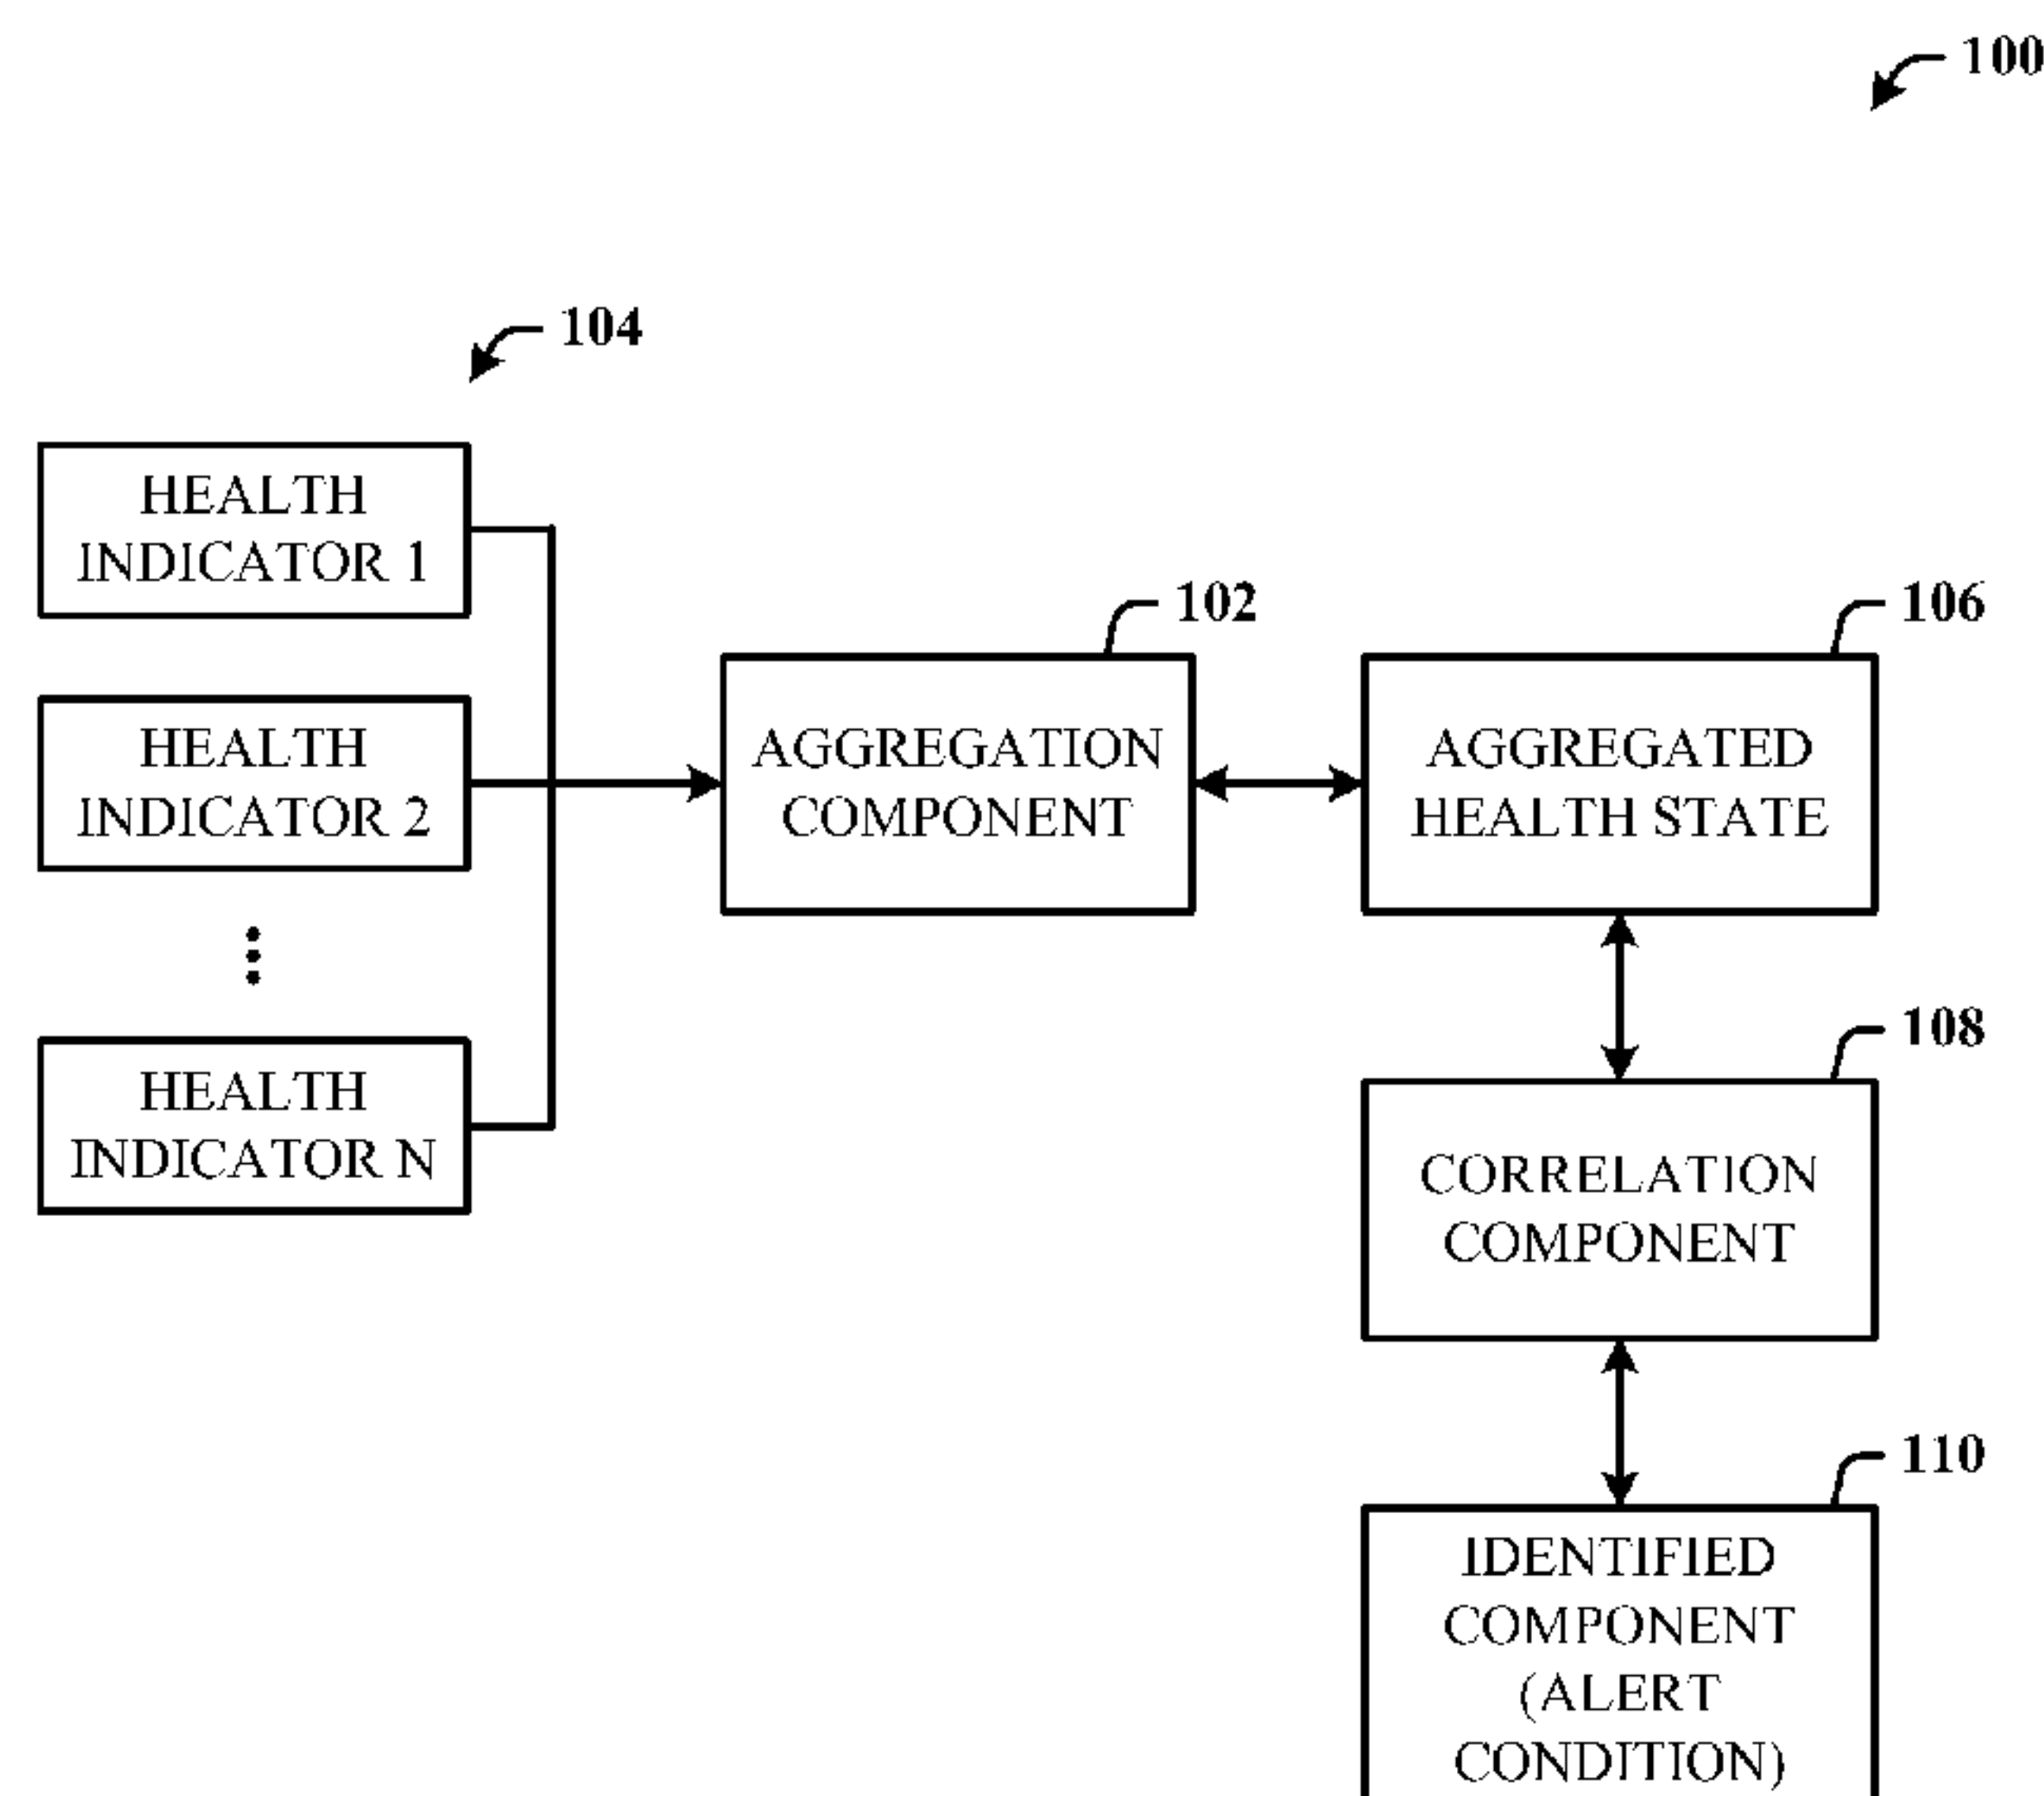 100
104
HEALTH
INDICATOR 1
102
106
HEALTH
INDICATOR 2
AGGREGATION
COMPONENT
AGGREGATED
HEALTH STATE
108
HEALTH
INDICATOR N
CORRELATION
COMPONENT
110
IDENTIFIED
COMPONENT
(ALERT
CONDITION)